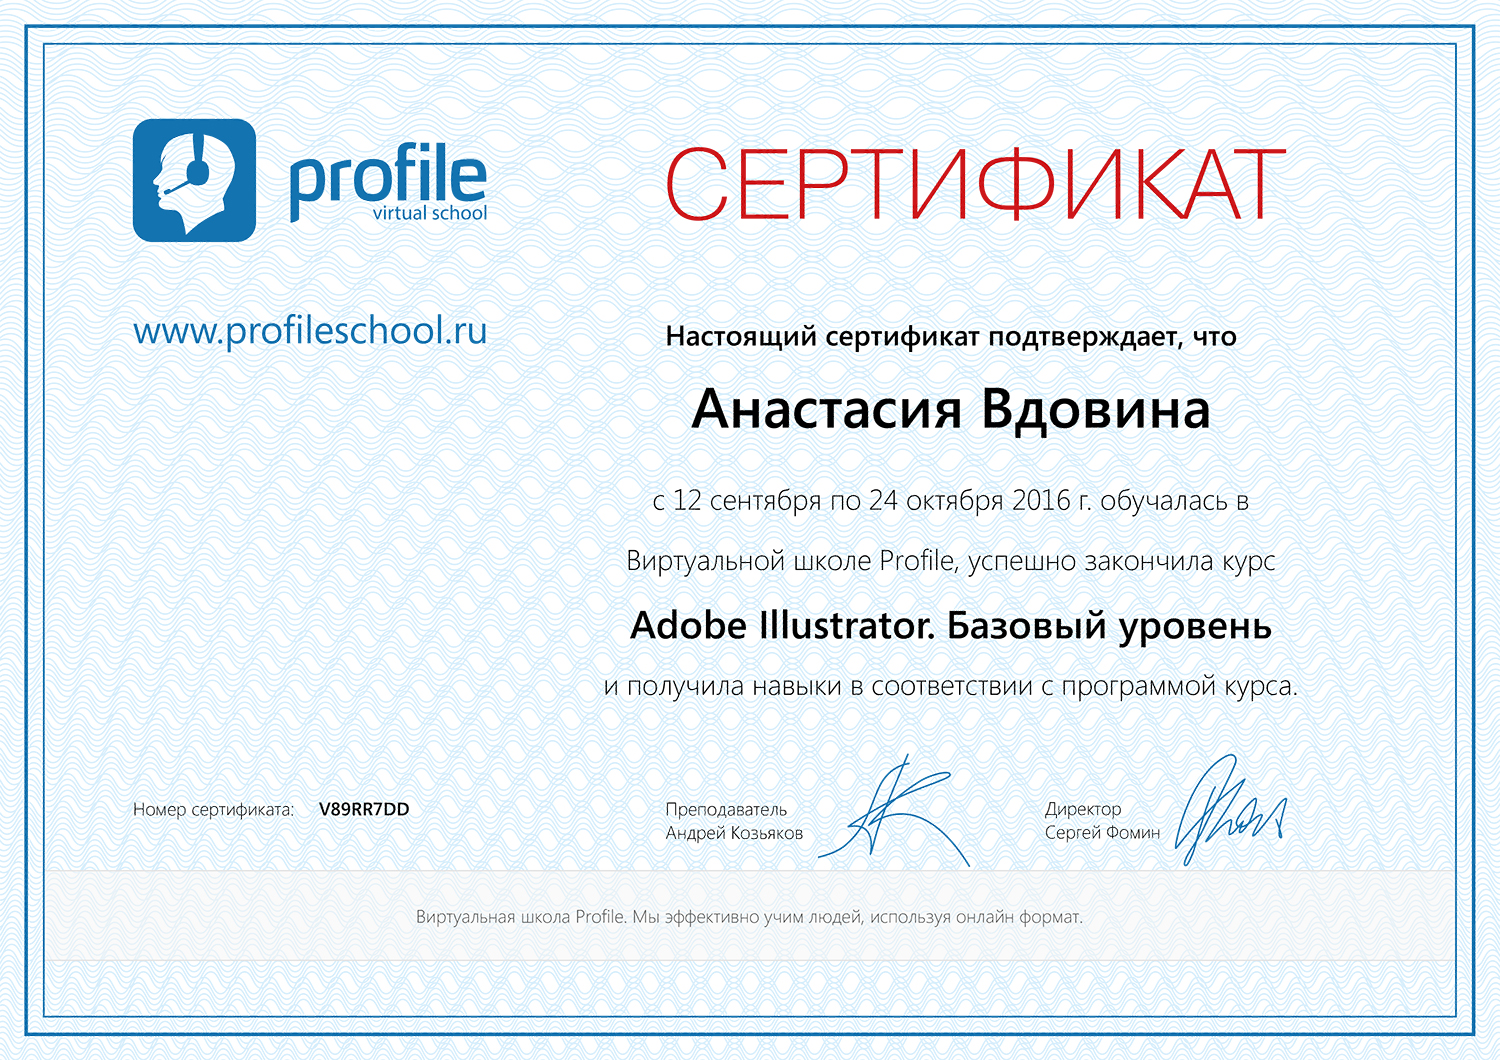 profile
virtual school
www.profileschool.ru
СЕРТИФИКАТ
Настоящий сертификат подтверждает, что
Анастасия Вдовина
с 12 сентября по 24 октября 2016 г. обучалась в
Виртуальной школе Profile, успешно закончила курс
Adobe Illustrator. Базовый уровень
и получила навыки в соответствии с программой курса.
Номер сертификата: V89RR7DD
Преподаватель
Андрей Козьяков
Директор
Сергей Фомин
Виртуальная школа Profile. Мы эффективно учим людей, используя онлайн формат.